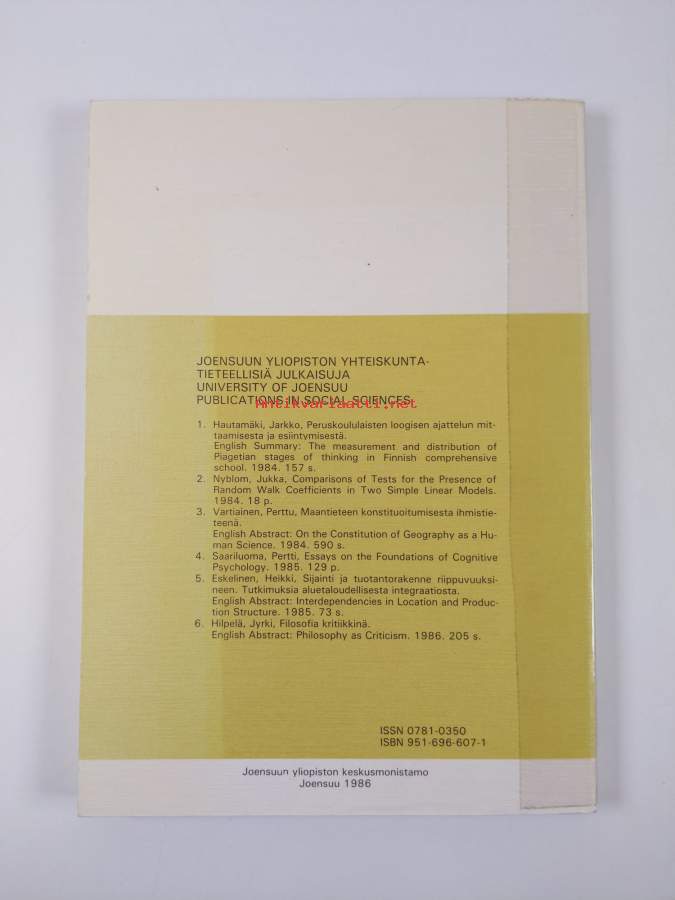 JOENSUUN YLIOPISTON YHTEISKUNTA-
TIETEELLISIÄ JULKAISUJA
UNIVERSITY OF JOENSUU
PUBLICATIONS IN SOCIAL SCIENCES
Antikvariaatti.net
1. Hautamäki, Jarkko, Peruskoululaisten loogisen ajattelun mit-
taamisesta ja esiintymisestä.
English Summary: The measurement and distribution of
Piagetian stages of thinking in Finnish comprehensive
school. 1984. 157 s.
2. Nyblom, Jukka, Comparisons of Tests for the Presence of
Random Walk Coefficients in Two Simple Linear Models.
1984. 18 p.
3. Vartiainen, Perttu, Maantieteen konstituoitumisesta ihmistie-
teenä.
English Abstract: On the Constitution of Geography as a Hu-
man Science. 1984. 590 s.
4. Saariluoma, Pertti, Essays on the Foundations of Cognitive
Psychology. 1985. 129 p.
5. Eskelinen, Heikki, Sijainti ja tuotantorakenne riippuvuuksi-
neen. Tutkimuksia aluetaloudellisesta integraatiosta.
English Abstract: Interdependencies in Location and Produc-
tion Structure. 1985. 73 s.
6. Hilpelä, Jyrki, Filosofia kritiikkinä.
English Abstract: Philosophy as Criticism. 1986. 205 s.
ISSN 0781-0350
ISBN 951-696-607-1
Joensuun yliopiston keskusmonistamo
Joensuu 1986